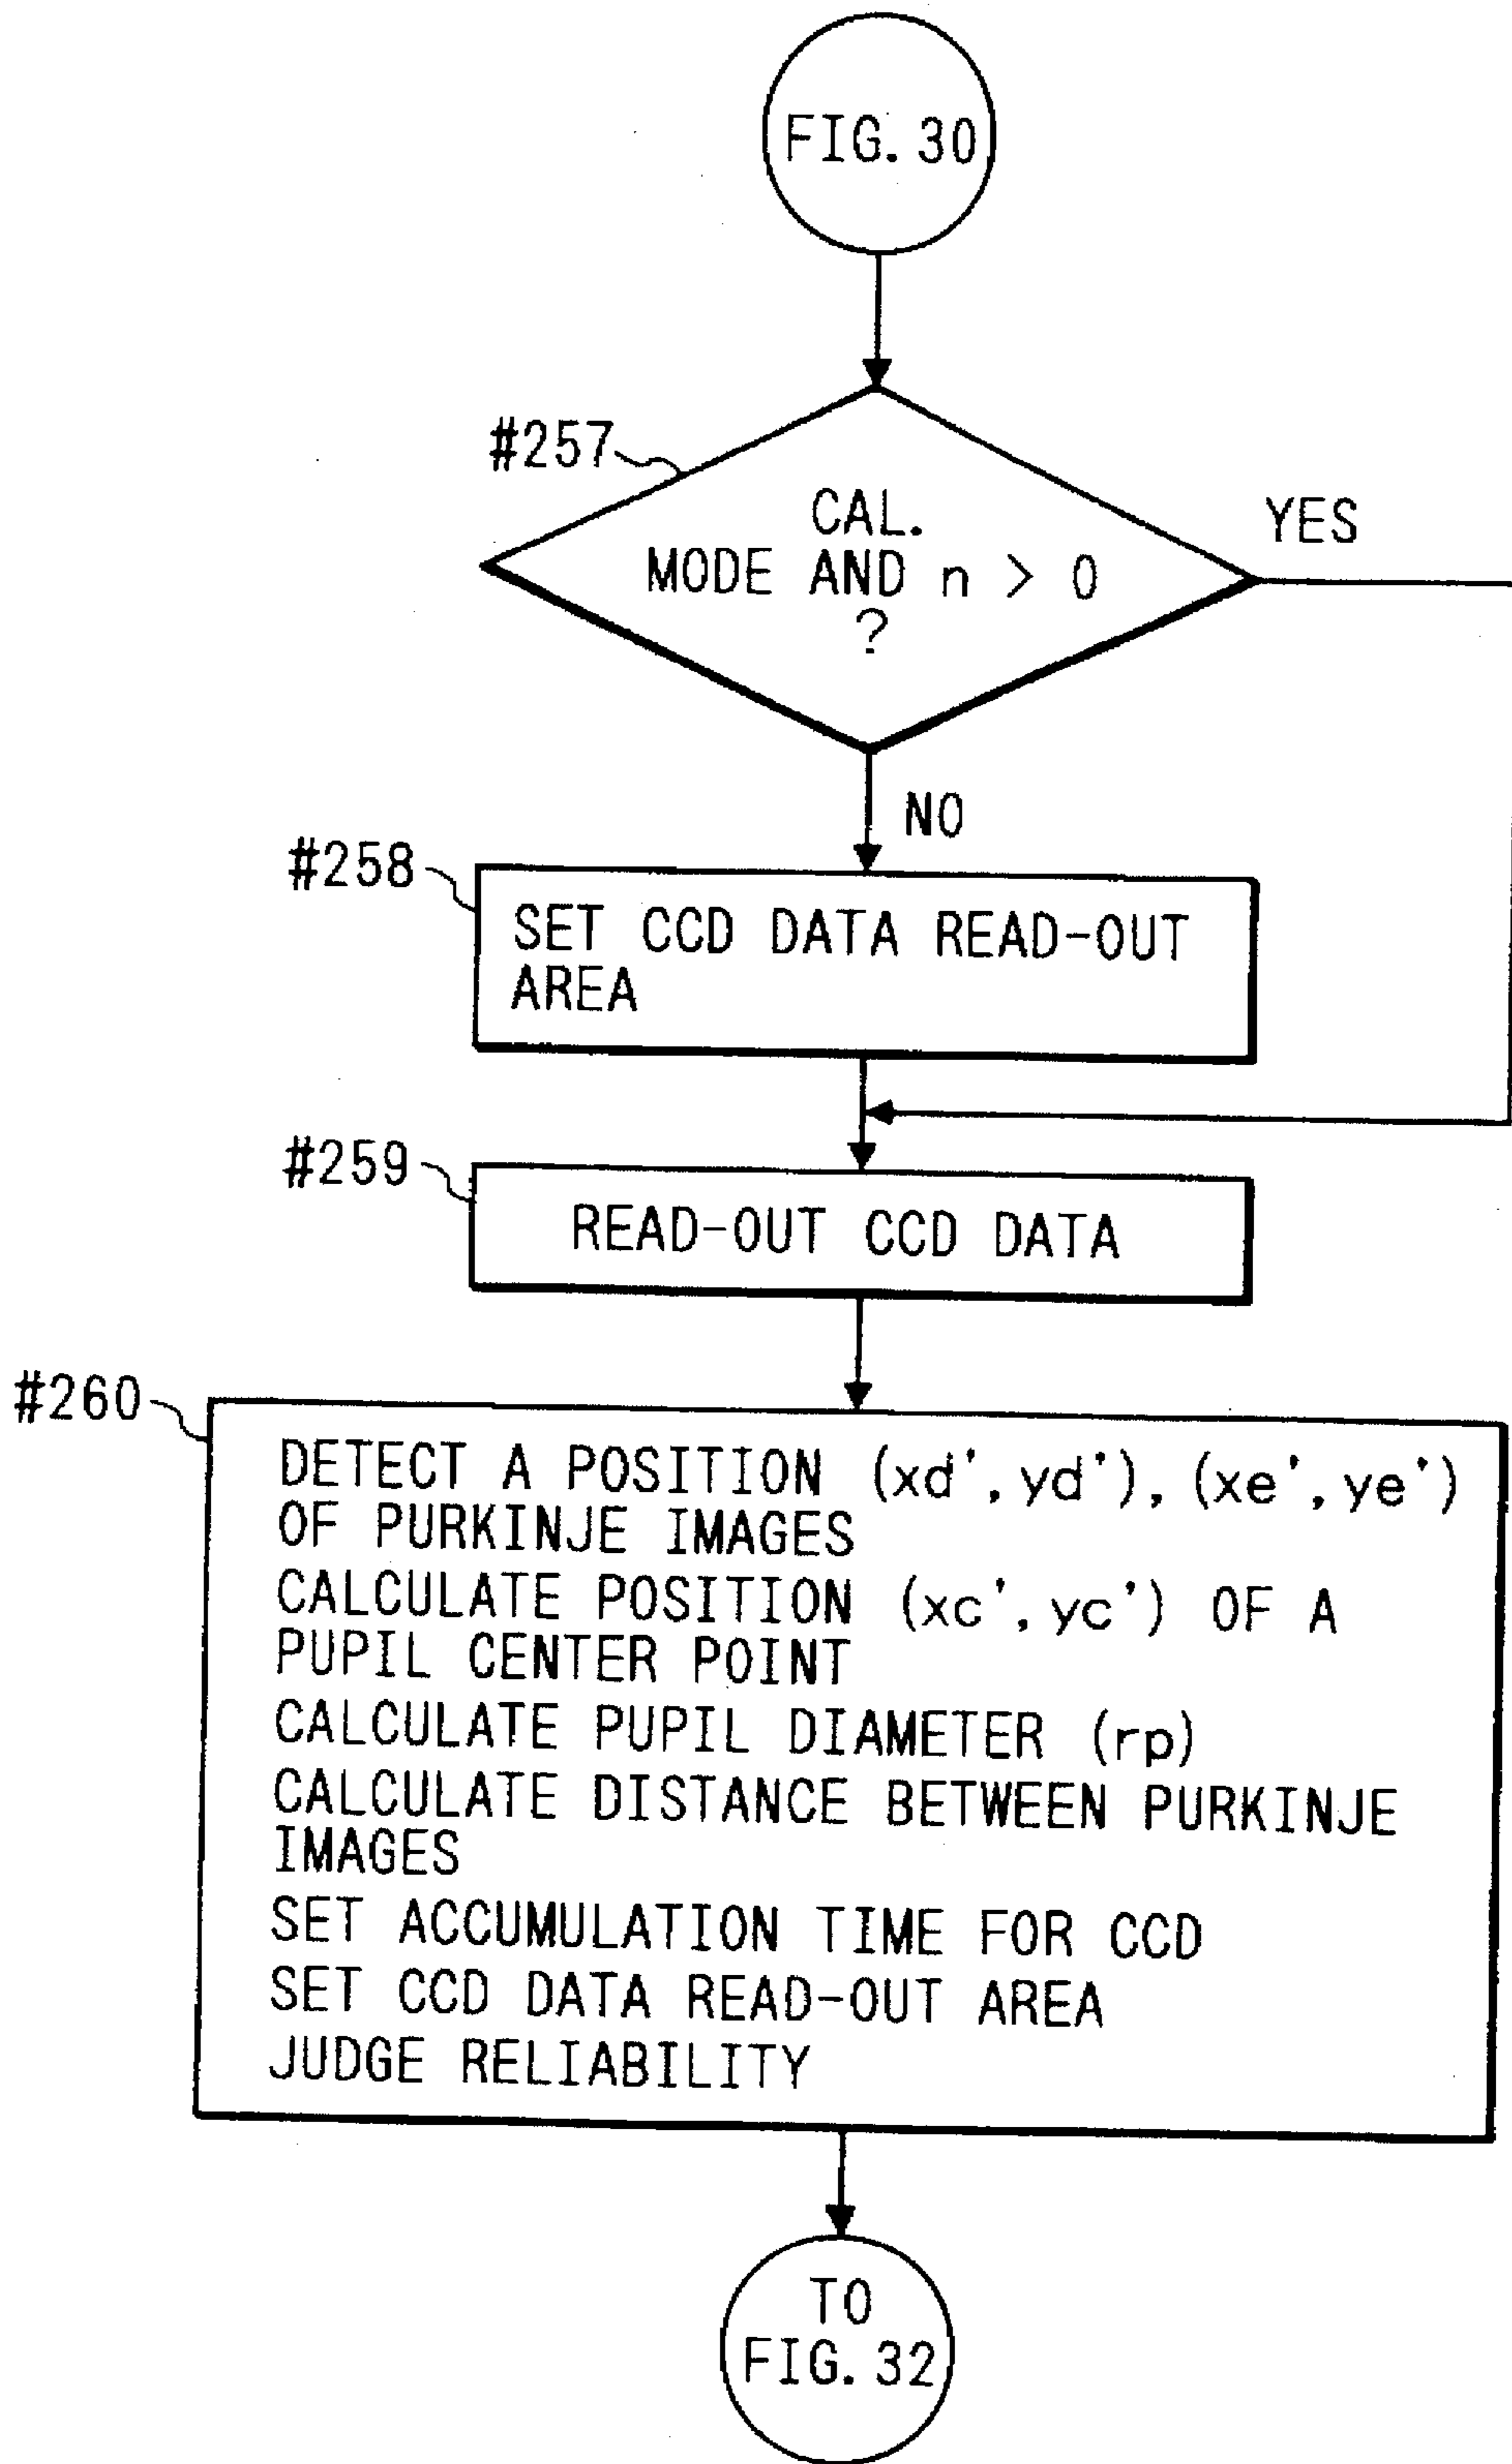 FIG. 30
#257
CAL.
MODE AND n > 0
?
YES
NO
#258
SET CCD DATA READ-OUT
AREA
#259
READ-OUT CCD DATA
#260
DETECT A POSITION (xd', yd'), (xe', ye')
OF PURKINJE IMAGES
CALCULATE POSITION (xc', yc') OF A
PUPIL CENTER POINT
CALCULATE PUPIL DIAMETER (rp)
CALCULATE DISTANCE BETWEEN PURKINJE
IMAGES
SET ACCUMULATION TIME FOR CCD
SET CCD DATA READ-OUT AREA
JUDGE RELIABILITY
TO
FIG. 32